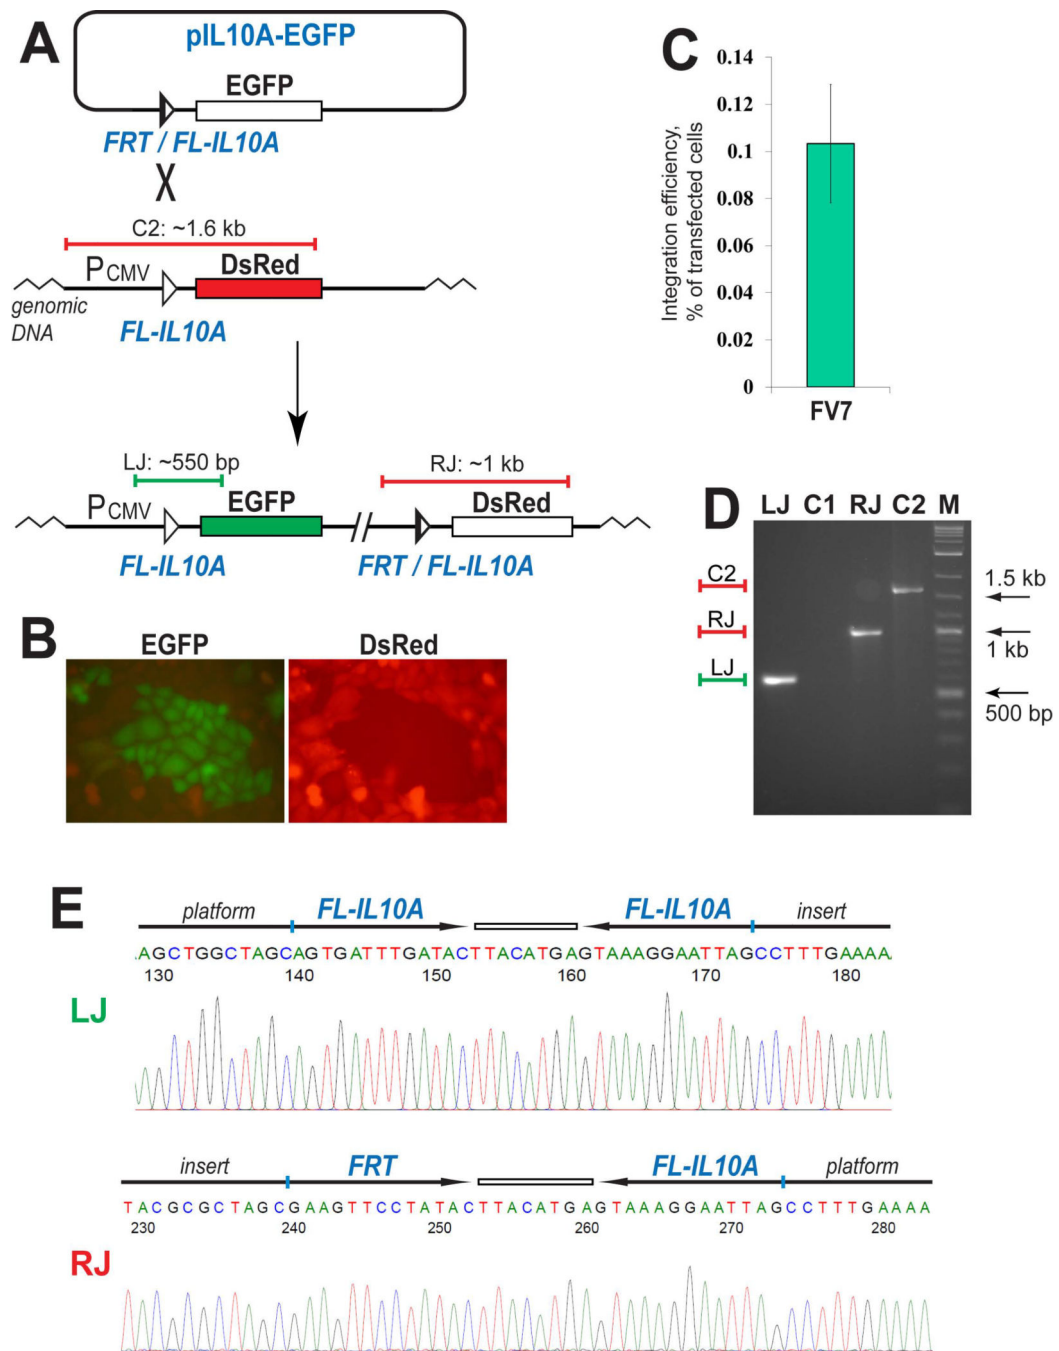 A
pIL10A-EGFP
EGFP
FRT / FL-IL10A
X
C2: ~1.6 kb
PCMV
DsRed
genomic
DNA
FL-IL10A
LJ: ~550 bp
RJ: ~1 kb
PCMV
EGFP
DsRed
FL-IL10A
FRT / FL-IL10A
B
EGFP
DsRed
C
Integration efficiency,
% of transfected cells
0.14
0.12
0.1
0.08
0.06
0.04
0.02
0
FV7
D
LJ C1 RJ C2 M
C2
RJ
LJ
1.5 kb
1 kb
500 bp
E
platform FL-IL10A FL-IL10A insert
AGCTGGCTAGCAGTGATTTGATACTTACATGAGTAAAGGAATTAGCCTTTGAAAA
130 140 150 160 170 180
LJ
insert FRT FL-IL10A platform
TACGCGCTAGCGAAGTTCCTATACTTACATGAGTAAAGGAATTAGCCTTTGAAAA
230 240 250 260 270 280
RJ